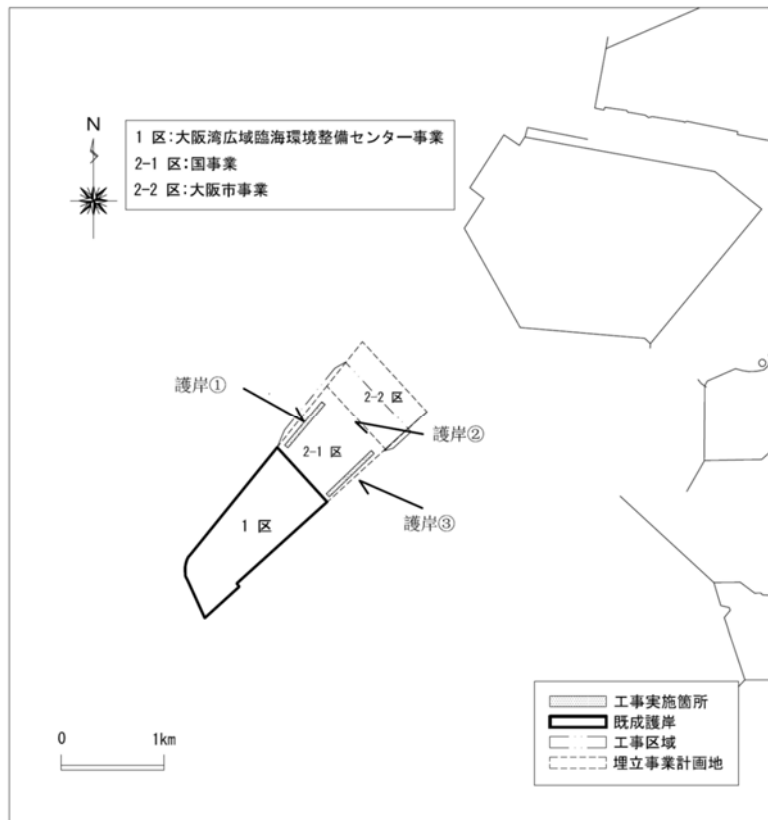 N
1 区:大阪湾広域臨海環境整備センター事業
2-1 区:国事業
2-2 区:大阪市事業
護岸①
2-2 区
護岸②
2-1 区
護岸③
1 区
工事実施箇所
既成護岸
工事区域
埋立事業計画地
0 1km